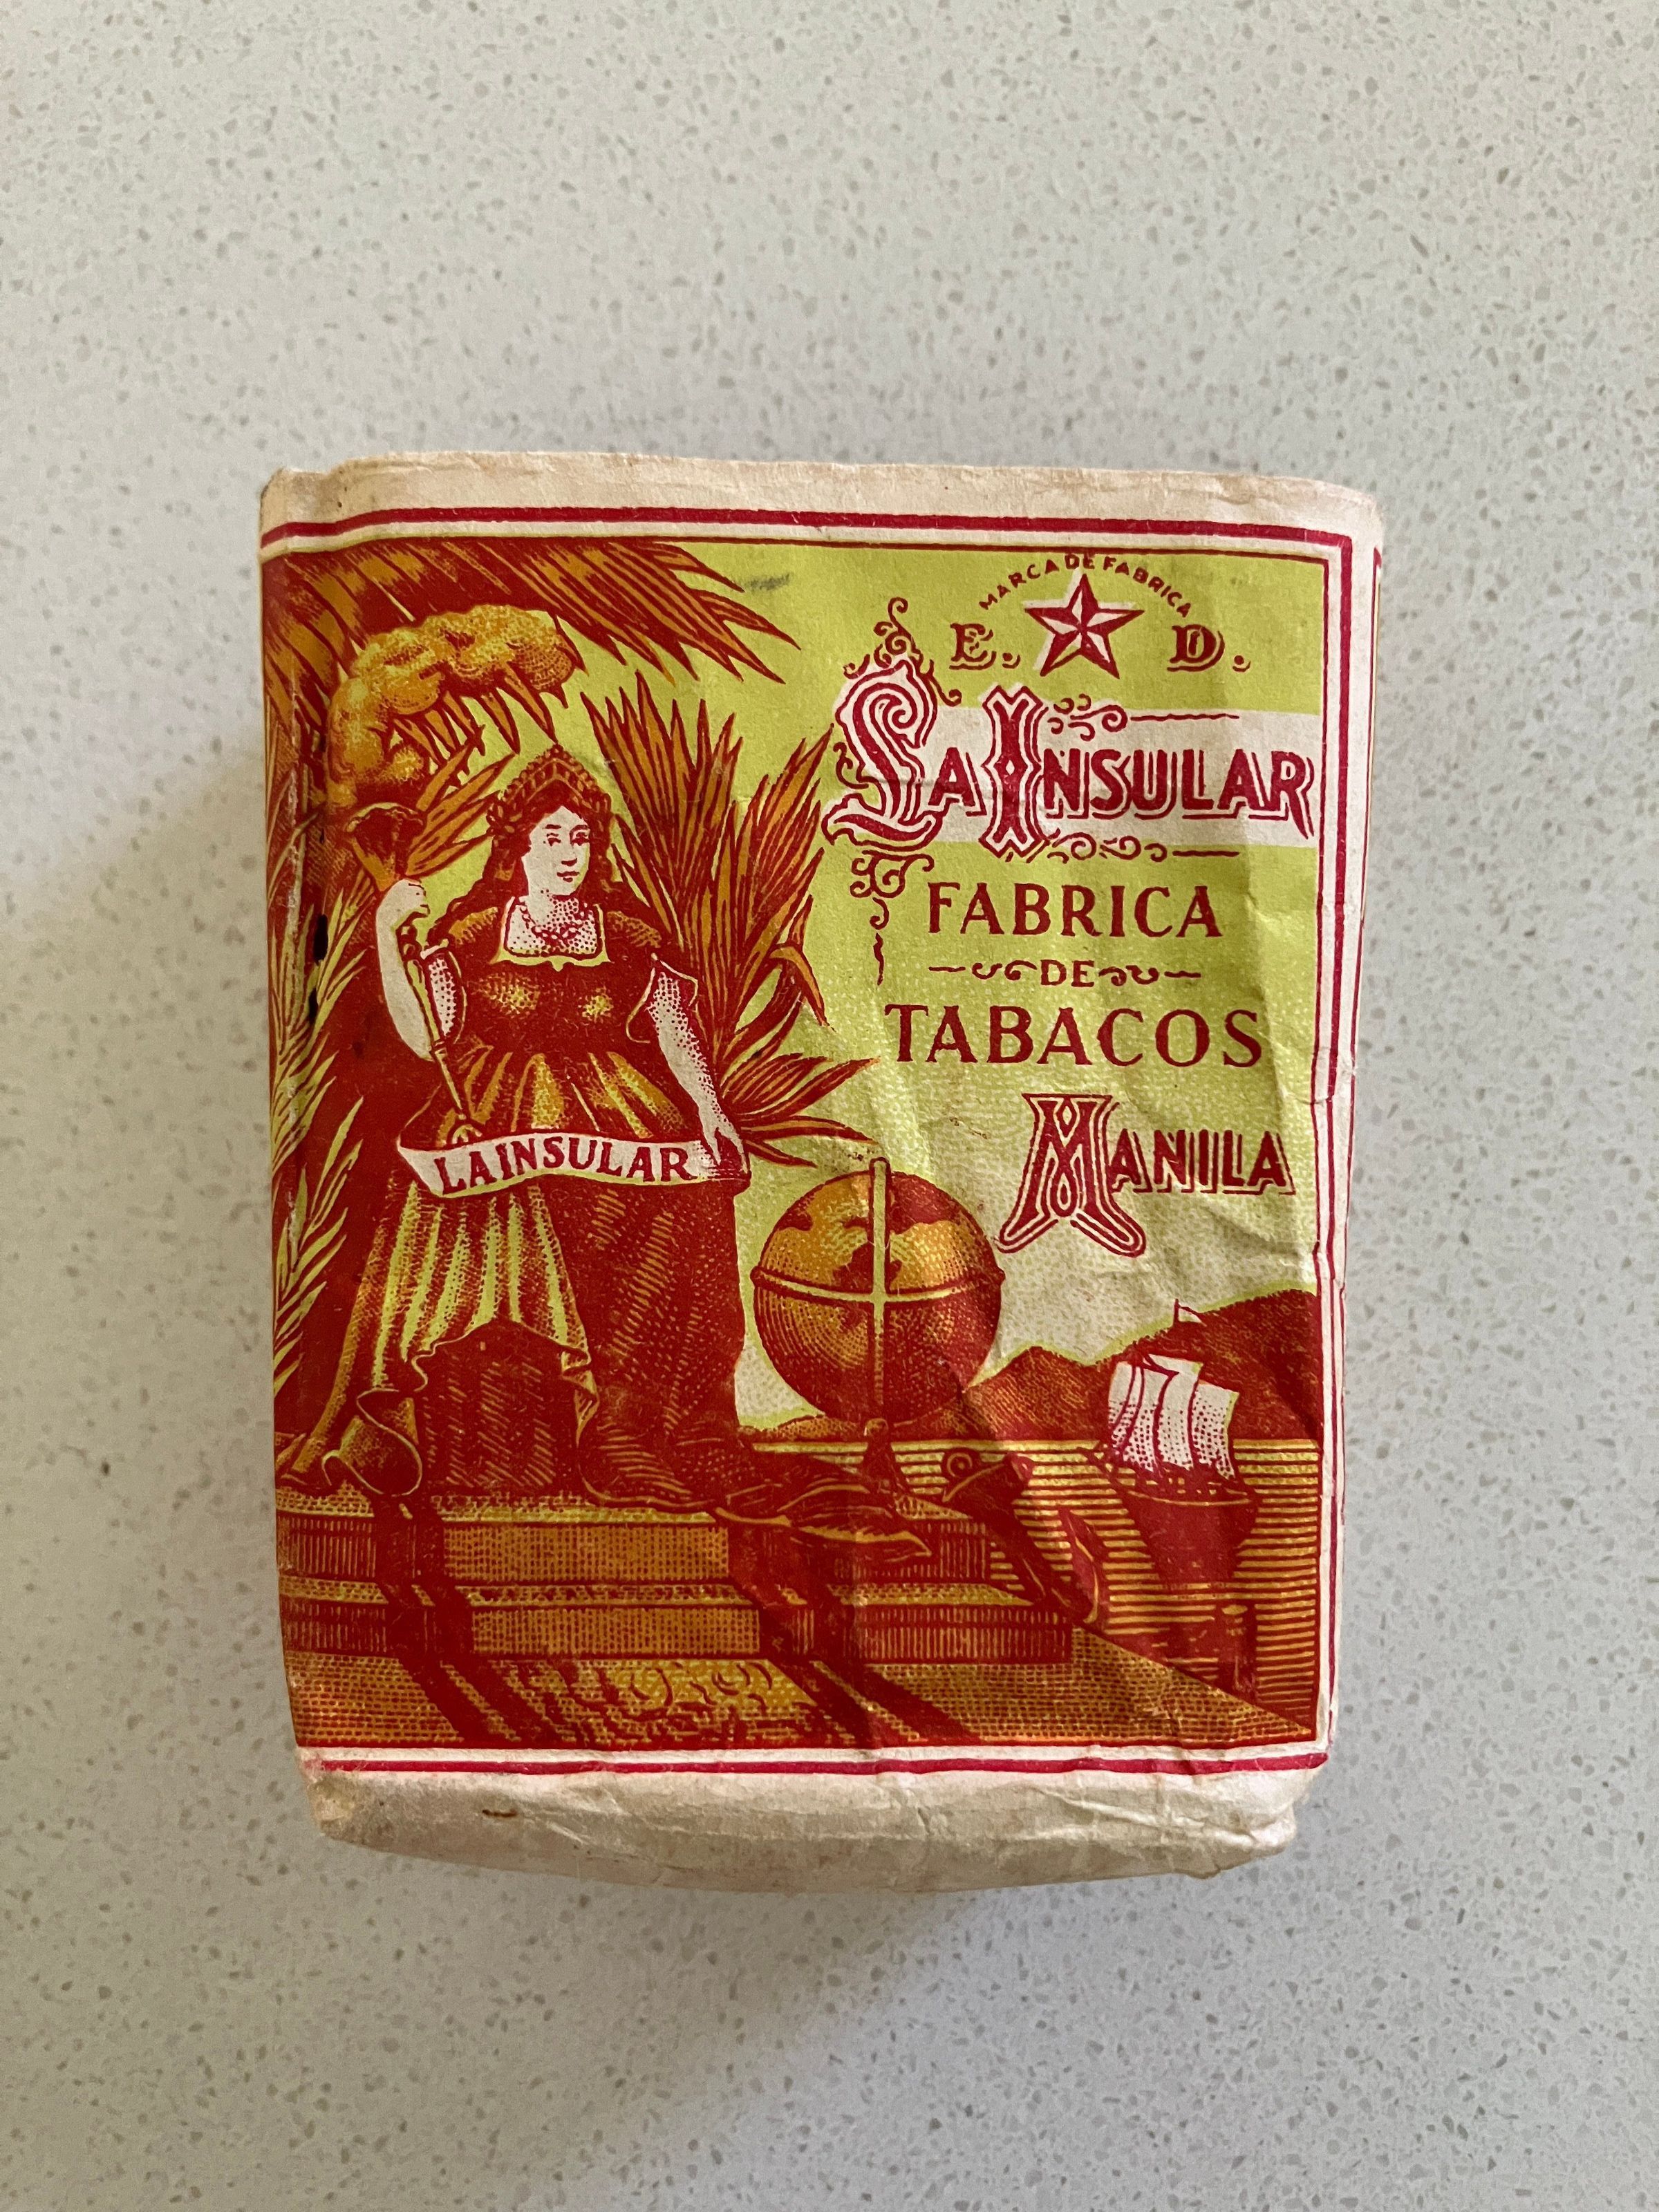 MARCA DE FABRICA
E. D.
LA INSULAR
FABRICA
DE
TABACOS
MANILA
LA INSULAR